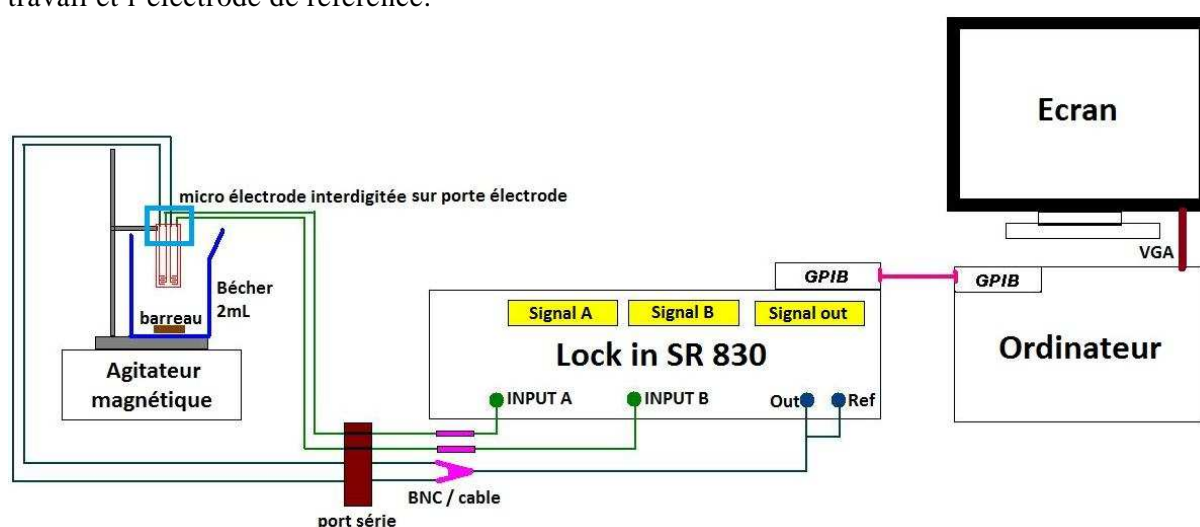 travail et l'électrode de référence.
Ecran
micro électrode interdigitée sur porte électrode
VGA
GPIB
GPIB
Bécher
2mL
barreau
Signal A
Signal B
Signal out
Lock in SR 830
Ordinateur
Agitateur
magnétique
INPUT A
INPUT B
Out
Ref
BNC / cable
port série